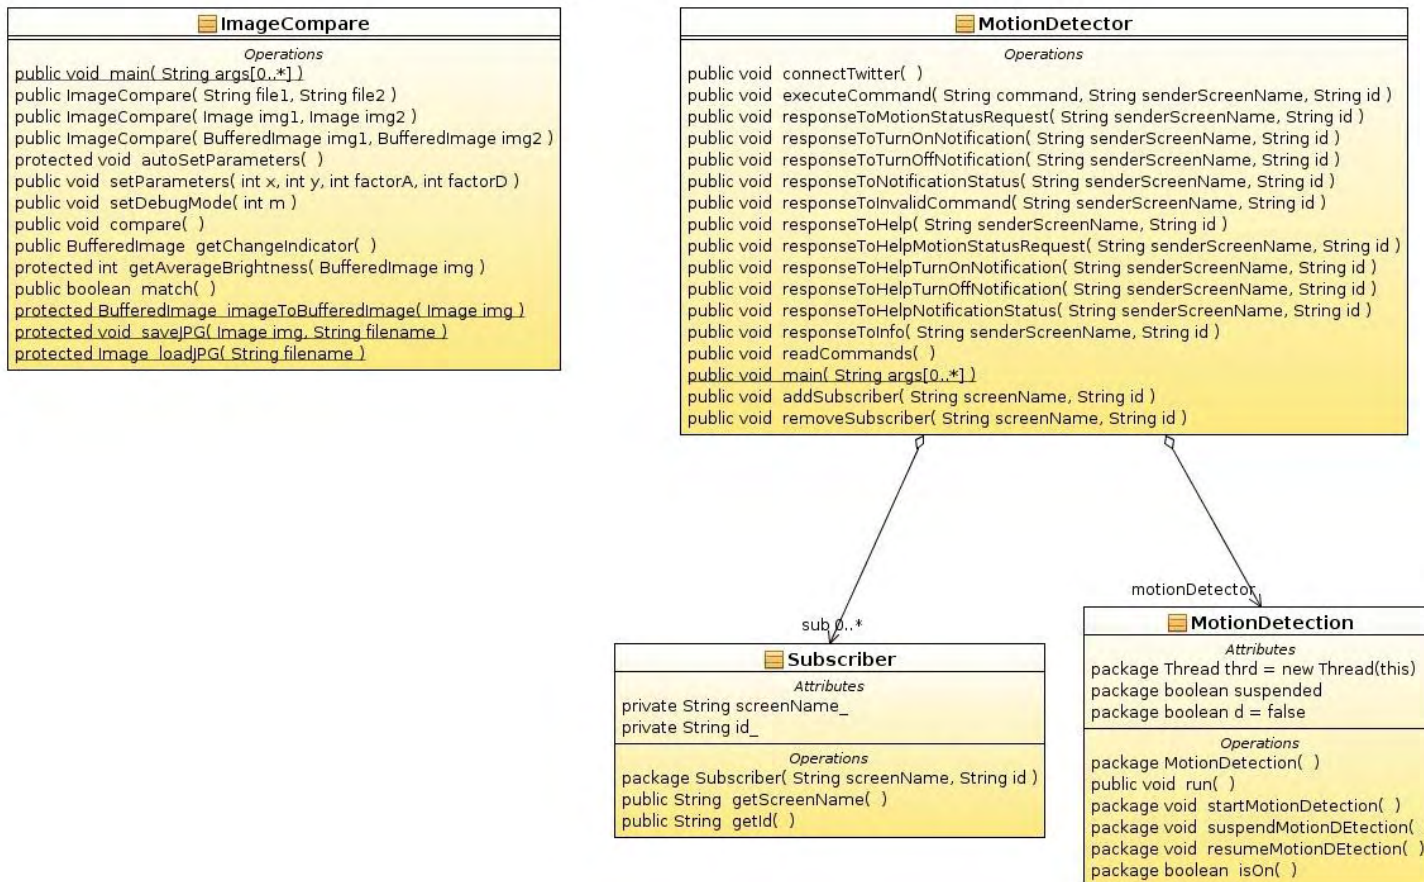 ImageCompare
Operations
public void main( String args[0..*] )
public ImageCompare( String file1, String file2 )
public ImageCompare( Image img1, Image img2 )
public ImageCompare( BufferedImage img1, BufferedImage img2 )
protected void autoSetParameters( )
public void setParameters( int x, int y, int factorA, int factorD )
public void setDebugMode( int m )
public void compare( )
public BufferedImage getChangeIndicator( )
protected int getAverageBrightness( BufferedImage img )
public boolean match( )
protected BufferedImage imageToBufferedImage( Image img )
protected void saveJPG( Image img, String filename )
protected Image loadJPG( String filename )
MotionDetector
Operations
public void connectTwitter( )
public void executeCommand( String command, String senderScreenName, String id )
public void responseToMotionStatusRequest( String senderScreenName, String id )
public void responseToTurnOnNotification( String senderScreenName, String id )
public void responseToTurnOffNotification( String senderScreenName, String id )
public void responseToNotificationStatus( String senderScreenName, String id )
public void responseToInvalidCommand( String senderScreenName, String id )
public void responseToHelp( String senderScreenName, String id )
public void responseToHelpMotionStatusRequest( String senderScreenName, String id )
public void responseToHelpTurnOnNotification( String senderScreenName, String id )
public void responseToHelpTurnOffNotification( String senderScreenName, String id )
public void responseToHelpNotificationStatus( String senderScreenName, String id )
public void responseToInfo( String senderScreenName, String id )
public void readCommands( )
public void main( String args[0..*] )
public void addSubscriber( String screenName, String id )
public void removeSubscriber( String screenName, String id )
sub 0..*
Subscriber
Attributes
private String screenName_
private String id_
Operations
package Subscriber( String screenName, String id )
public String getScreenName( )
public String getId( )
motionDetector
MotionDetection
Attributes
package Thread thrd = new Thread(this)
package boolean suspended
package boolean d = false
Operations
package MotionDetection( )
public void run( )
package void startMotionDetection( )
package void suspendMotionDEtection(
package void resumeMotionDEtection( )
package boolean isOn( )